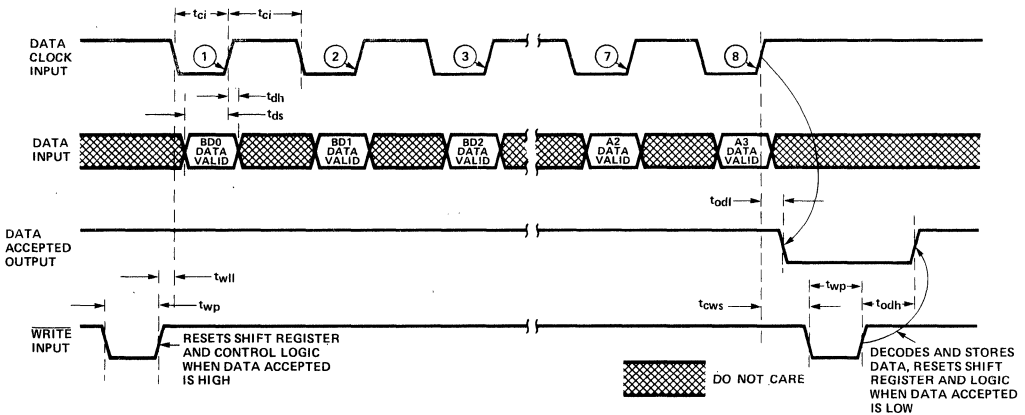 tci
tci
DATA
CLOCK
INPUT
1
2
3
7
8
tdh
tds
DATA
INPUT
BD0
DATA
VALID
BD1
DATA
VALID
BD2
DATA
VALID
A2
DATA
VALID
A3
DATA
VALID
todl
DATA
ACCEPTED
OUTPUT
twll
twp
tcws
twp
todh
WRITE
INPUT
RESETS SHIFT REGISTER
AND CONTROL LOGIC
WHEN DATA ACCEPTED
IS HIGH
DO NOT CARE
DECODES AND STORES
DATA, RESETS SHIFT
REGISTER AND LOGIC
WHEN DATA ACCEPTED
IS LOW